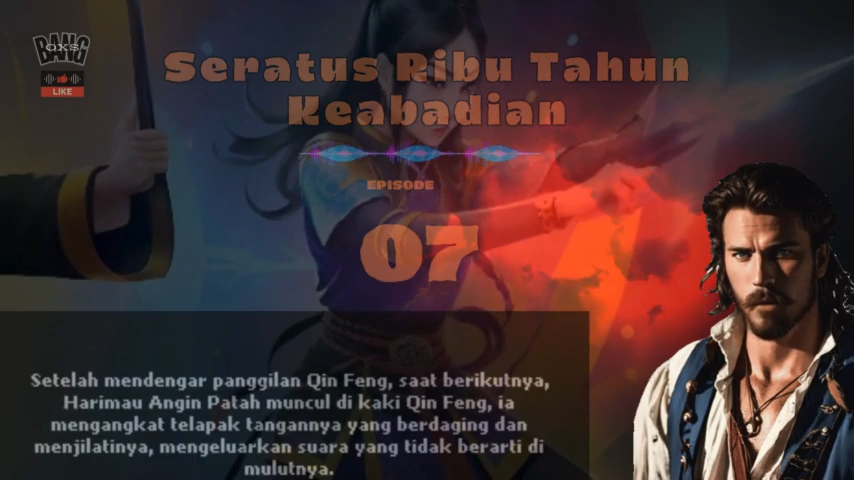 BANG
OXS
LIKE
Seratus Ribu Tahun
Keabadian
EPISODE
07
Setelah mendengar panggilan Qin Feng, saat berikutnya,
Harimau Angin Patah muncul di kaki Qin Feng, ia
mengangkat telapak tangannya yang berdaging dan
menjilatinya, mengeluarkan suara yang tidak berarti di
mulutnya.